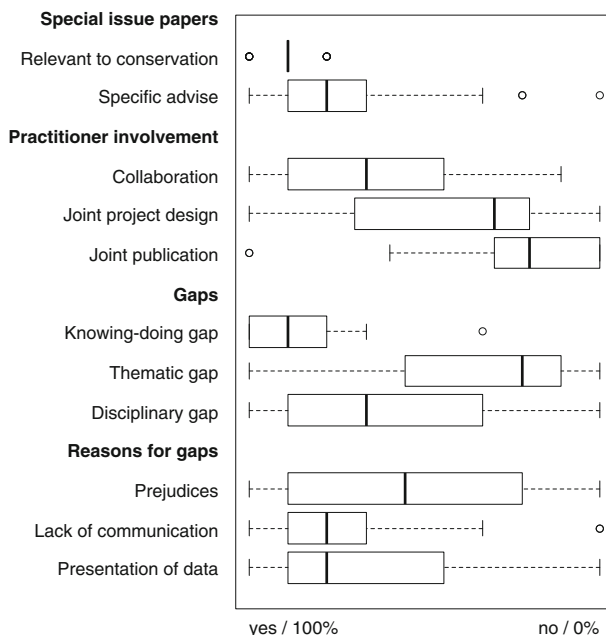 Special issue papers
Relevant to conservation
Specific advise
Practitioner involvement
Collaboration
Joint project design
Joint publication
Gaps
Knowing-doing gap
Thematic gap
Disciplinary gap
Reasons for gaps
Prejudices
Lack of communication
Presentation of data
yes / 100% no / 0%